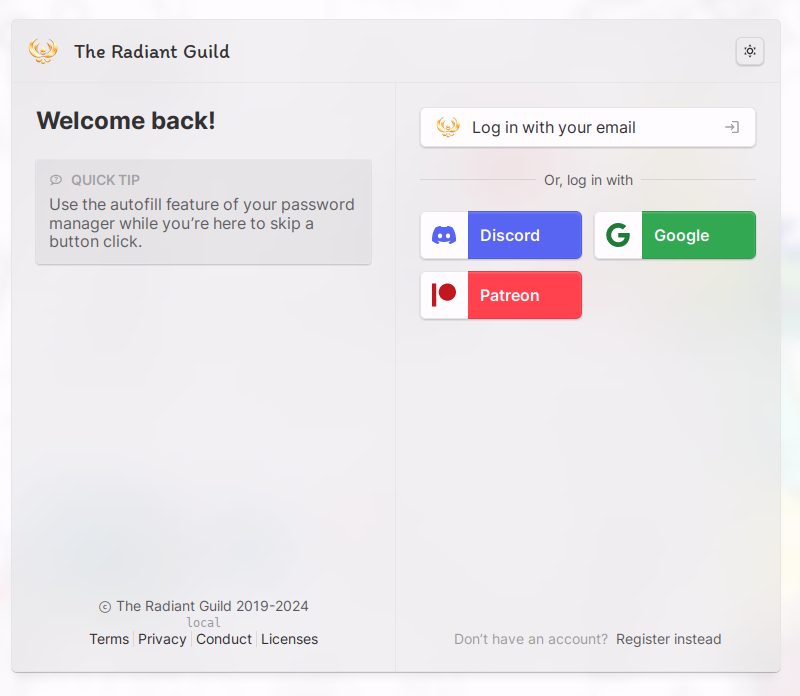 The Radiant Guild
Welcome back!
QUICK TIP
Use the autofill feature of your password
manager while you’re here to skip a
button click.
© The Radiant Guild 2019-2024
local
Terms Privacy Conduct Licenses
Log in with your email
Or, log in with
Discord
Google
Patreon
Don’t have an account? Register instead